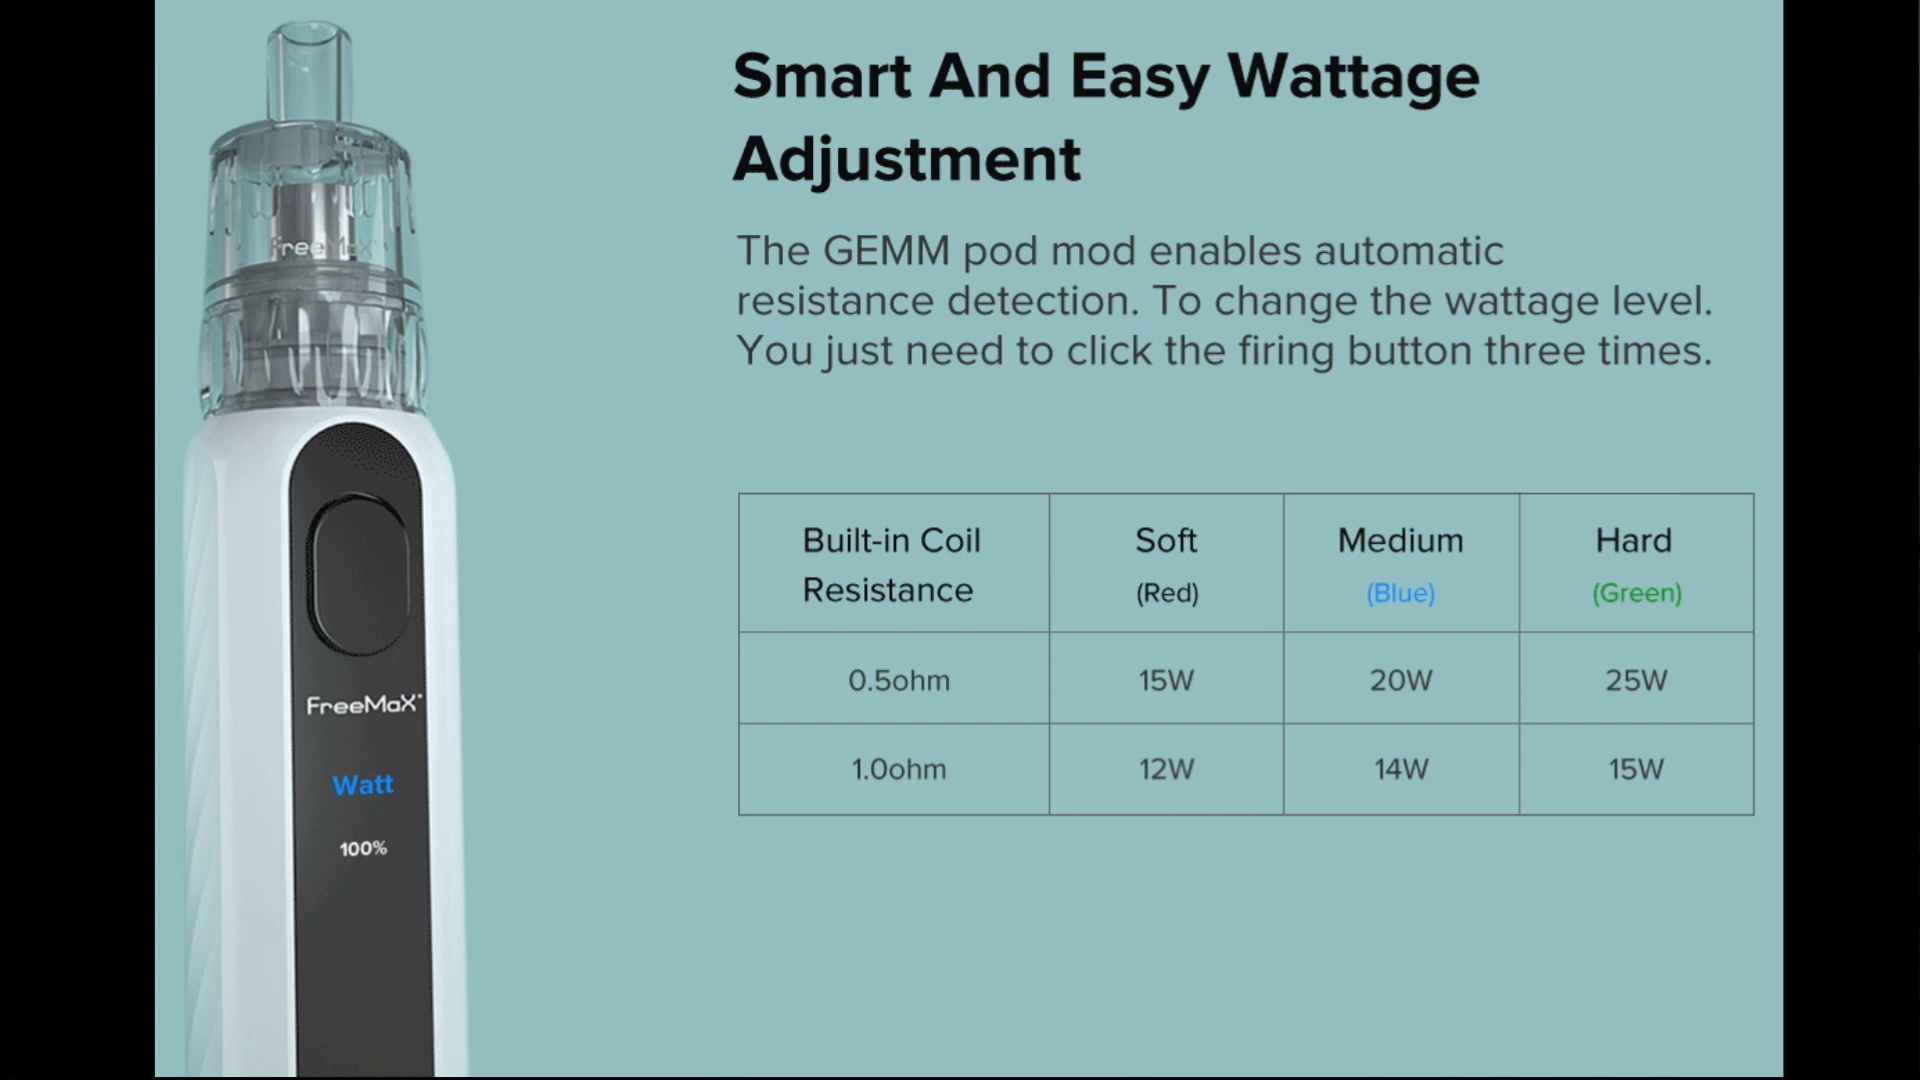 Smart And Easy Wattage
Adjustment
The GEMM pod mod enables automatic
resistance detection. To change the wattage level.
You just need to click the firing button three times.
Built-in Coil Resistance
Soft (Red)
Medium (Blue)
Hard (Green)
0.5ohm 15W 20W 25W
1.0ohm 12W 14W 15W
FreeMaX
FreeMaX
Watt
100%